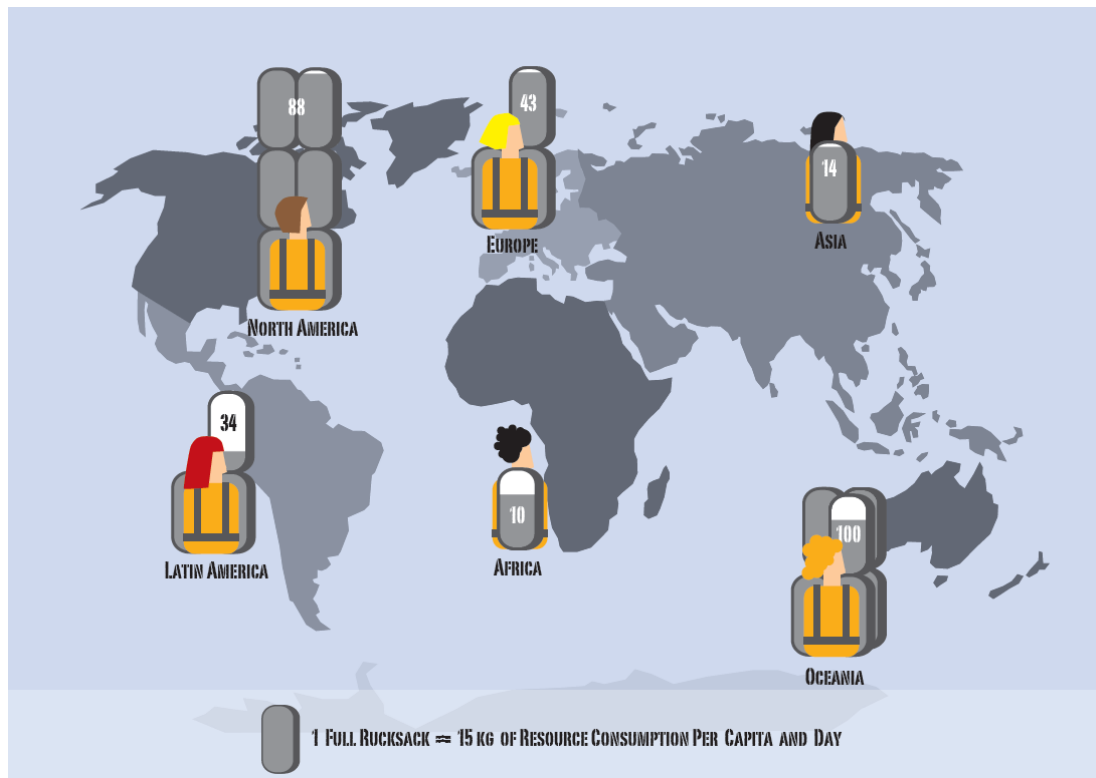 88
43
14
Europe
Asia
North America
34
10
100
Latin America
Africa
Oceania
1 Full Rucksack = 15 kg of Resource Consumption Per Capita and Day